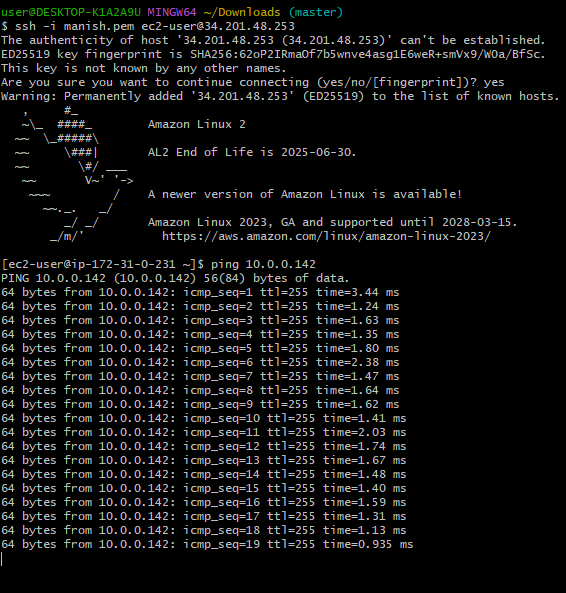 user@DESKTOP-K1A2A9U MINGW64 ~/Downloads (master)
$ ssh -i manish.pem ec2-user@34.201.48.253
The authenticity of host '34.201.48.253 (34.201.48.253)' can't be established.
ED25519 key fingerprint is SHA256:62oP2IRmaOf7b5wnve4asg1E6weR+smVx9/WOa/BfSc.
This key is not known by any other names.
Are you sure you want to continue connecting (yes/no/[fingerprint])? yes
Warning: Permanently added '34.201.48.253' (ED25519) to the list of known hosts.
   ,     #_
   ~\_  ####_        Amazon Linux 2
  ~~  \_#####\
  ~~     \###|       AL2 End of Life is 2025-06-30.
  ~~       \#/ ___
   ~~       V~' '->
    ~~~         /    A newer version of Amazon Linux is available!
      ~~._.   _/
         _/ _/       Amazon Linux 2023, GA and supported until 2028-03-15.
       _/m/'           https://aws.amazon.com/linux/amazon-linux-2023/
[ec2-user@ip-172-31-0-231 ~]$ ping 10.0.0.142
PING 10.0.0.142 (10.0.0.142) 56(84) bytes of data.
64 bytes from 10.0.0.142: icmp_seq=1 ttl=255 time=3.44 ms
64 bytes from 10.0.0.142: icmp_seq=2 ttl=255 time=1.24 ms
64 bytes from 10.0.0.142: icmp_seq=3 ttl=255 time=1.63 ms
64 bytes from 10.0.0.142: icmp_seq=4 ttl=255 time=1.35 ms
64 bytes from 10.0.0.142: icmp_seq=5 ttl=255 time=1.80 ms
64 bytes from 10.0.0.142: icmp_seq=6 ttl=255 time=2.38 ms
64 bytes from 10.0.0.142: icmp_seq=7 ttl=255 time=1.47 ms
64 bytes from 10.0.0.142: icmp_seq=8 ttl=255 time=1.64 ms
64 bytes from 10.0.0.142: icmp_seq=9 ttl=255 time=1.62 ms
64 bytes from 10.0.0.142: icmp_seq=10 ttl=255 time=1.41 ms
64 bytes from 10.0.0.142: icmp_seq=11 ttl=255 time=2.03 ms
64 bytes from 10.0.0.142: icmp_seq=12 ttl=255 time=1.74 ms
64 bytes from 10.0.0.142: icmp_seq=13 ttl=255 time=1.67 ms
64 bytes from 10.0.0.142: icmp_seq=14 ttl=255 time=1.48 ms
64 bytes from 10.0.0.142: icmp_seq=15 ttl=255 time=1.40 ms
64 bytes from 10.0.0.142: icmp_seq=16 ttl=255 time=1.59 ms
64 bytes from 10.0.0.142: icmp_seq=17 ttl=255 time=1.31 ms
64 bytes from 10.0.0.142: icmp_seq=18 ttl=255 time=1.13 ms
64 bytes from 10.0.0.142: icmp_seq=19 ttl=255 time=0.935 ms